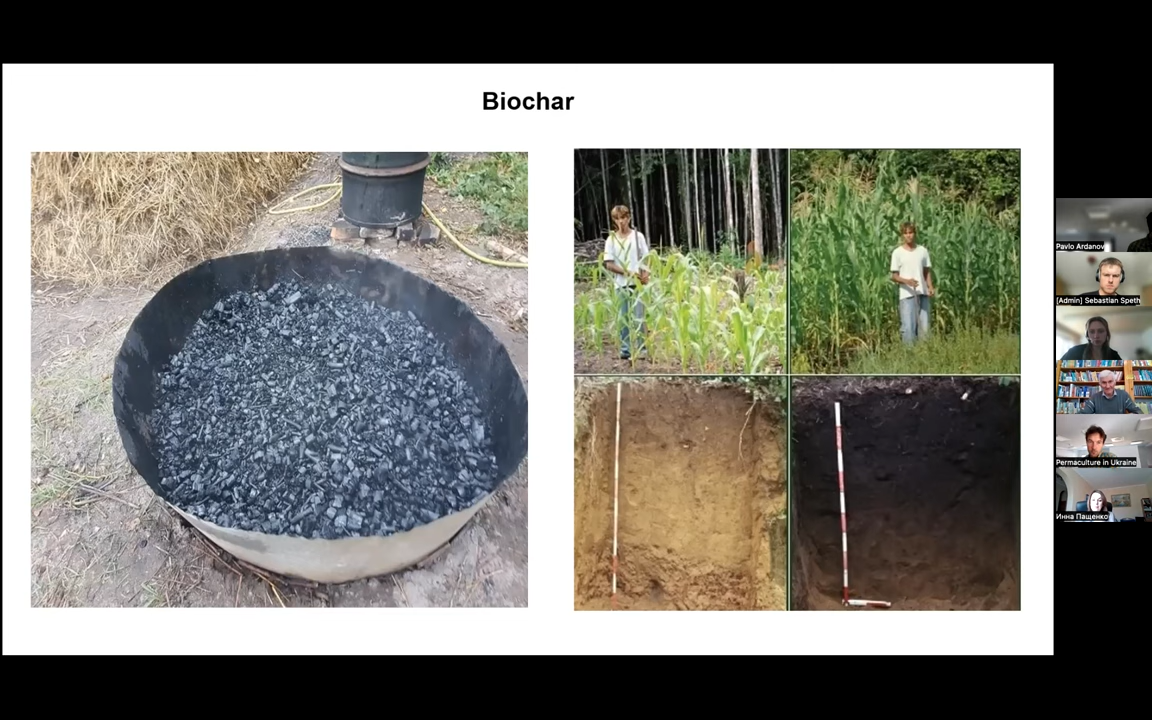 Biochar
Pavlo Ardanov
[Admin] Sebastian Speth
Permaculture in Ukraine
Инна Пащенко